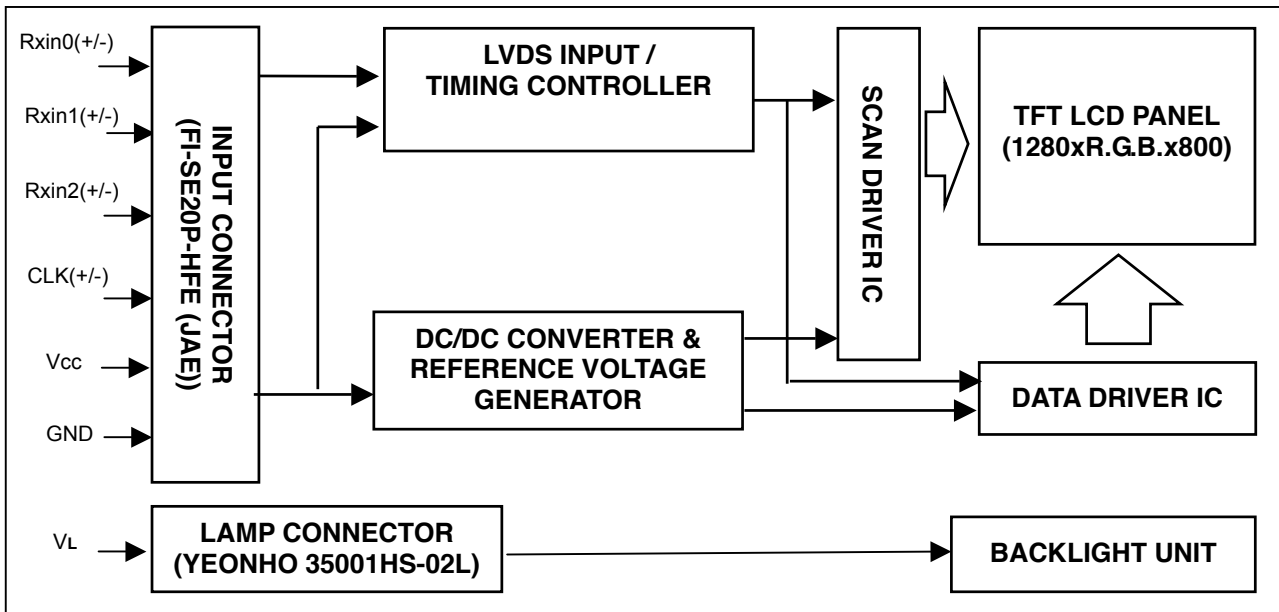 Rxin0(+/-)
Rxin1(+/-)
Rxin2(+/-)
CLK(+/-)
Vcc
GND
INPUT CONNECTOR
(FI-SE20P-HFE (JAE))
LVDS INPUT /
TIMING CONTROLLER
DC/DC CONVERTER &
REFERENCE VOLTAGE
GENERATOR
SCAN DRIVER IC
TFT LCD PANEL
(1280xR.G.B.x800)
DATA DRIVER IC
VL
LAMP CONNECTOR
(YEONHO 35001HS-02L)
BACKLIGHT UNIT